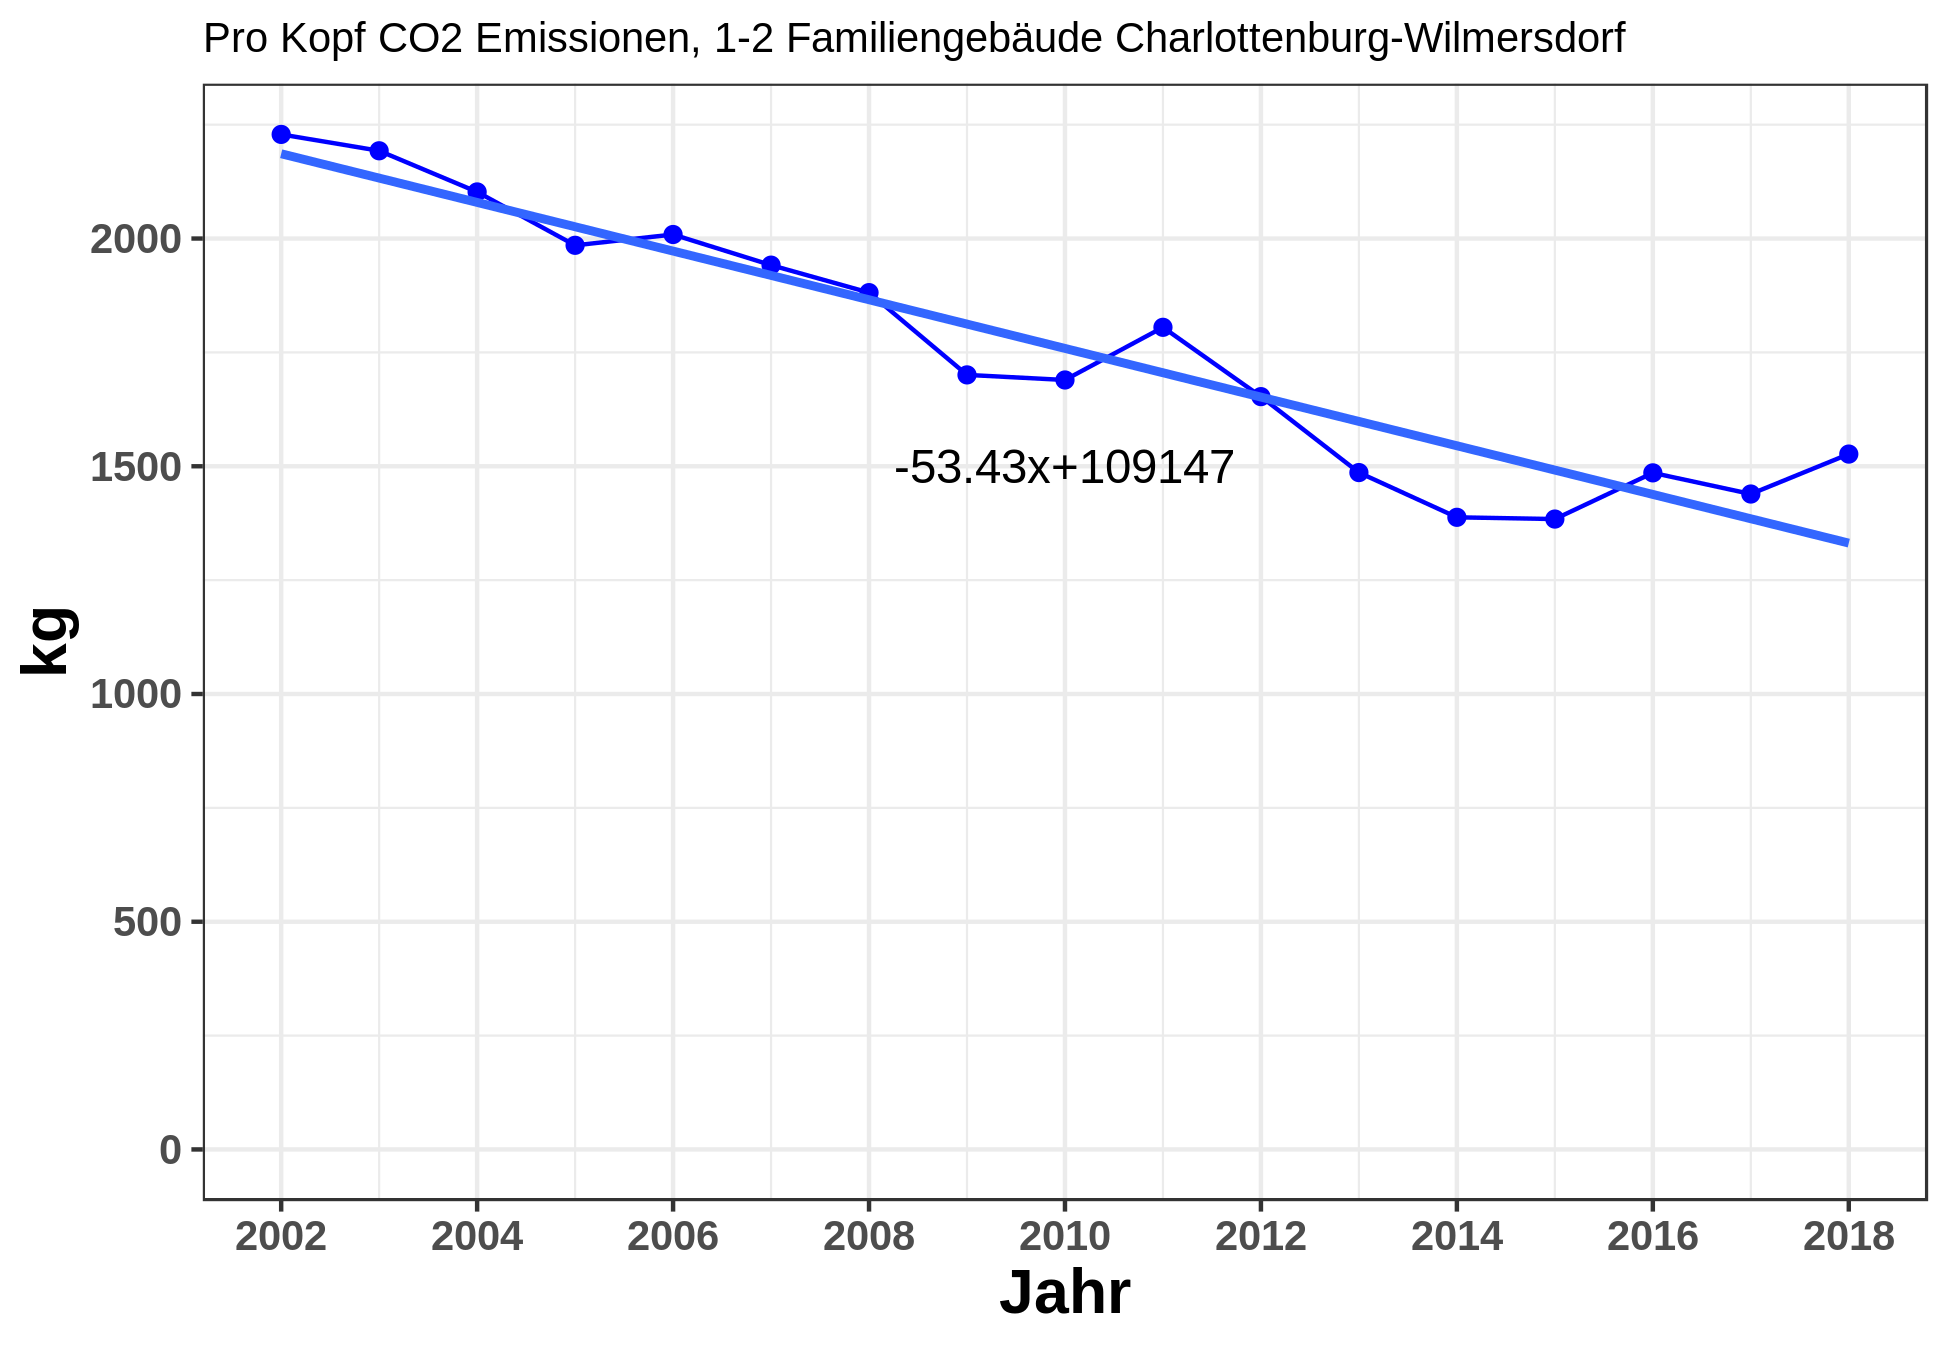 Pro Kopf CO2 Emissionen, 1-2 Familiengebäude Charlottenburg-Wilmersdorf
2000
1500
1000
500
0
kg
-53.43x+109147
2002 2004 2006 2008 2010 2012 2014 2016 2018
Jahr